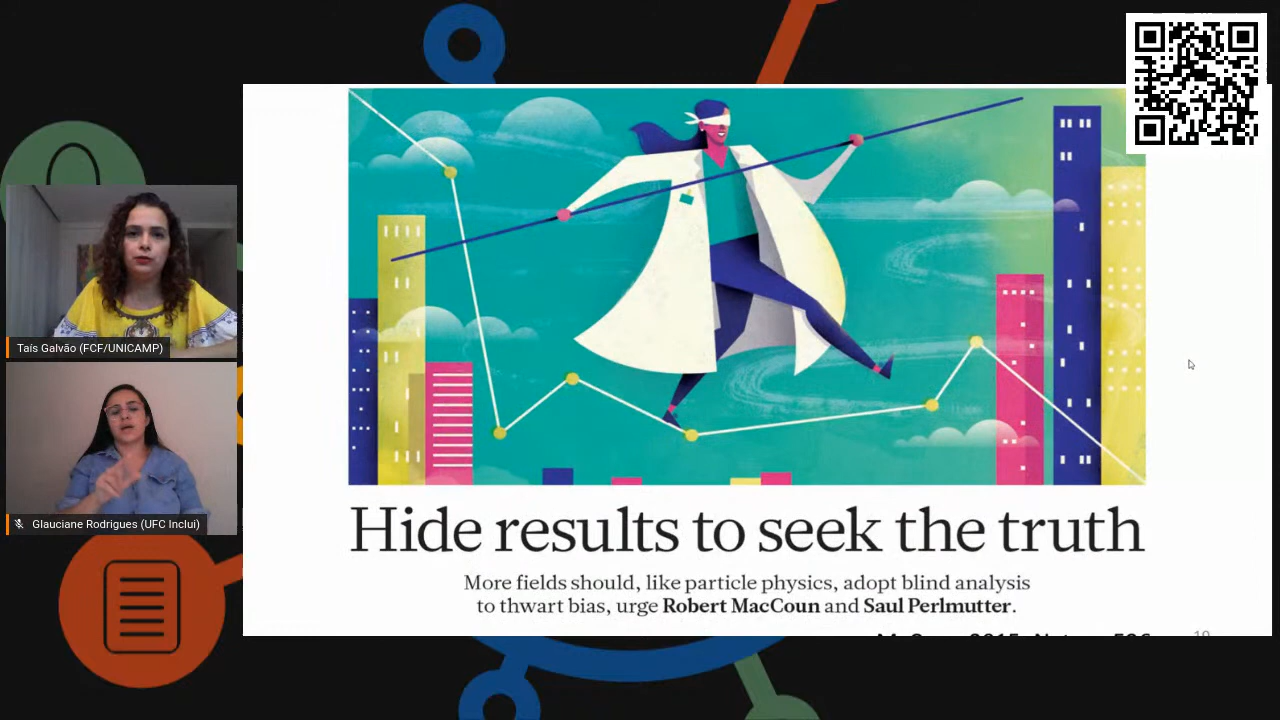 Taís Galvão (FCF/UNICAMP)
Glauciane Rodrigues (UFC Inclui)
Hide results to seek the truth
More fields should, like particle physics, adopt blind analysis
to thwart bias, urge Robert MacCoun and Saul Perlmutter.